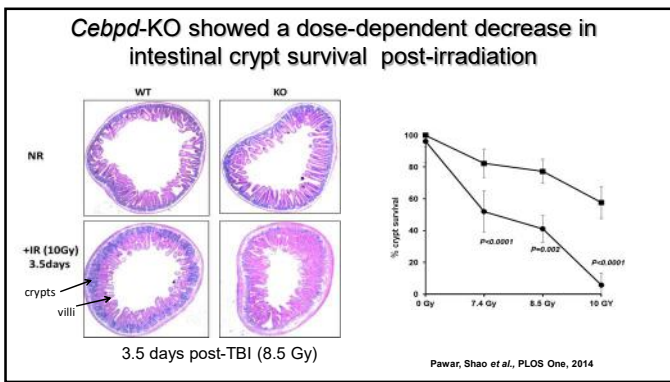 Cebpd-KO showed a dose-dependent decrease in
intestinal crypt survival post-irradiation
WT
KO
NR
+IR (10Gy)
3.5days
crypts
villi
3.5 days post-TBI (8.5 Gy)
% crypt survival
100
80
60
40
20
0
P<0.0001
P=0.002
P<0.0001
0 Gy
7.4 Gy
8.5 Gy
10 GY
Pawar, Shao et al., PLOS One, 2014